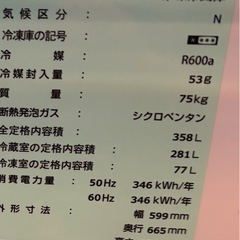 気候区分 : N
冷凍庫の記号 : ****
冷媒 : R600a
冷媒封入量 : 53g
質量 : 75kg
断熱発泡ガス : シクロペンタン
全定格内容積 : 358L
冷蔵室の定格内容積 : 281L
冷凍室の定格内容積 : 77L
消費電力量 : 50Hz 346 kWh/年
60Hz 346 kWh/年
外形寸法 : 幅 599mm
奥行 665mm